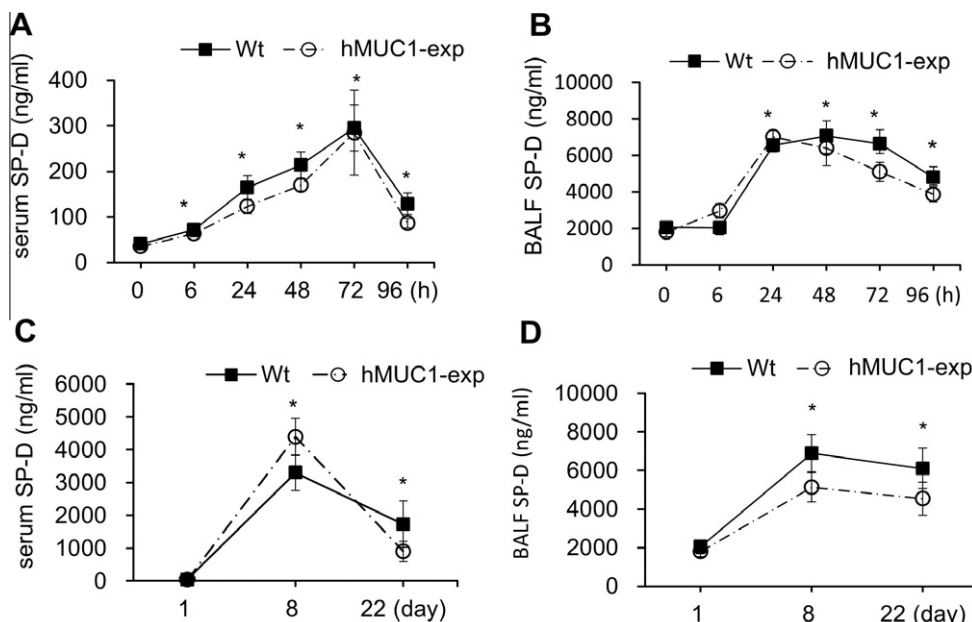 A
Wt hMUC1-exp
serum SP-D (ng/ml)
400
300
200
100
0
* * * * *
0 6 24 48 72 96 (h)
B
Wt hMUC1-exp
BALF SP-D (ng/ml)
10000
8000
6000
4000
2000
0
* * * *
0 6 24 48 72 96 (h)
C
Wt hMUC1-exp
serum SP-D (ng/ml)
6000
5000
4000
3000
2000
1000
0
* *
1 8 22 (day)
D
Wt hMUC1-exp
BALF SP-D (ng/ml)
10000
8000
6000
4000
2000
0
* *
1 8 22 (day)